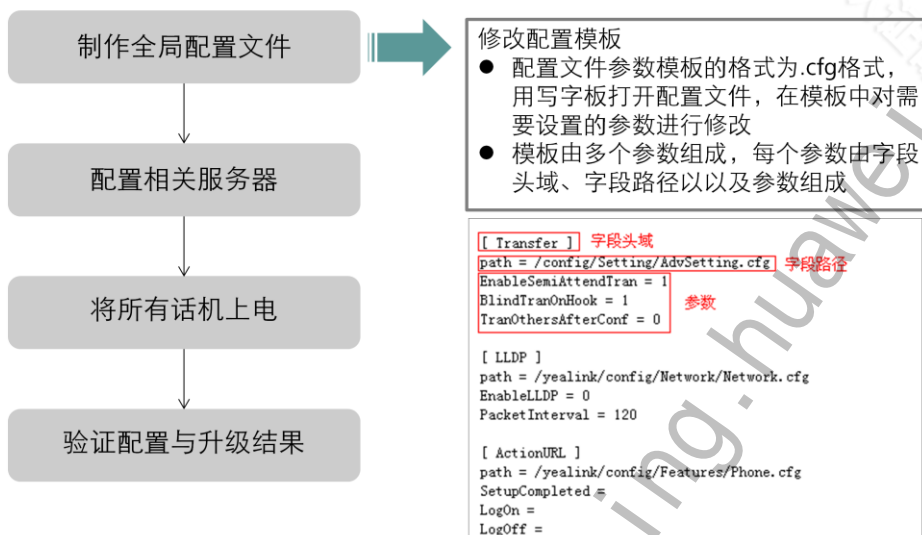 制作全局配置文件
配置相关服务器
将所有话机上电
验证配置与升级结果
修改配置模板
● 配置文件参数模板的格式为.cfg格式，
用写字板打开配置文件，在模板中对需
要设置的参数进行修改
● 模板由多个参数组成，每个参数由字段
头域、字段路径以以及参数组成
[ Transfer ] 字段头域
path = /config/Setting/AdvSetting.cfg 字段路径
EnableSemiAttendTran = 1
BlindTranOnHook = 1 参数
TranOthersAfterConf = 0
[ LLDP ]
path = /yealink/config/Network/Network.cfg
EnableLLDP = 0
PacketInterval = 120
[ ActionURL ]
path = /yealink/config/Features/Phone.cfg
SetupCompleted =
LogOn =
LogOff =
ing.huawei